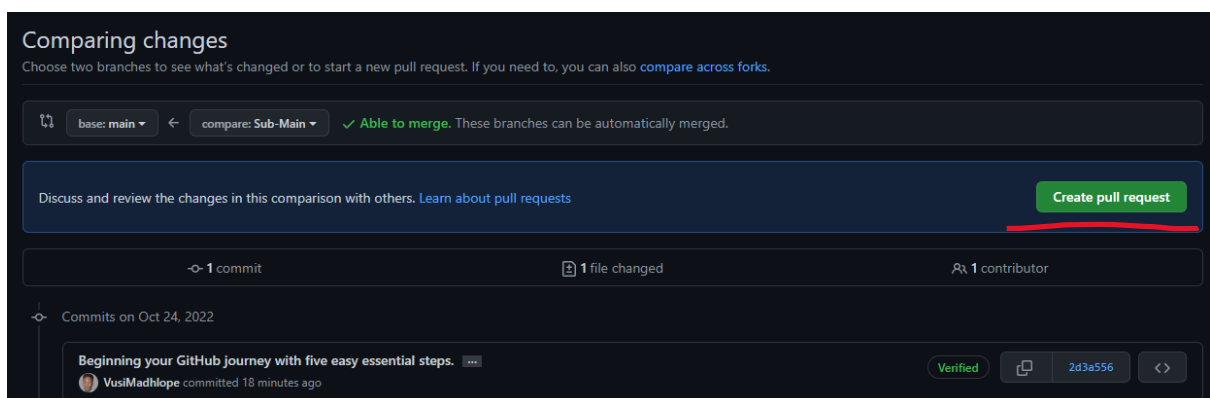 Comparing changes
Choose two branches to see what's changed or to start a new pull request. If you need to, you can also compare across forks.
base: main compare: Sub-Main Able to merge. These branches can be automatically merged.
Discuss and review the changes in this comparison with others. Learn about pull requests Create pull request
1 commit 1 file changed 1 contributor
Commits on Oct 24, 2022
Beginning your GitHub journey with five easy essential steps. ...
VusiMadhlope committed 18 minutes ago Verified 2d3a556